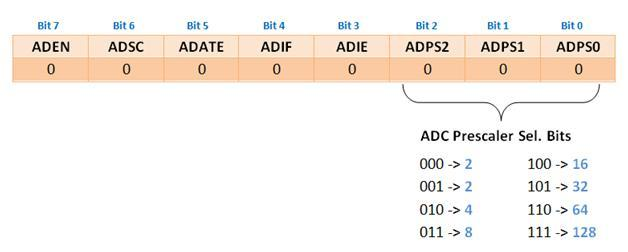 Bit 7 Bit 6 Bit 5 Bit 4 Bit 3 Bit 2 Bit 1 Bit 0
ADEN ADSC ADATE ADIF ADIE ADPS2 ADPS1 ADPS0
0 0 0 0 0 0 0 0
ADC Prescaler Sel. Bits
000 -> 2 100 -> 16
001 -> 2 101 -> 32
010 -> 4 110 -> 64
011 -> 8 111 -> 128